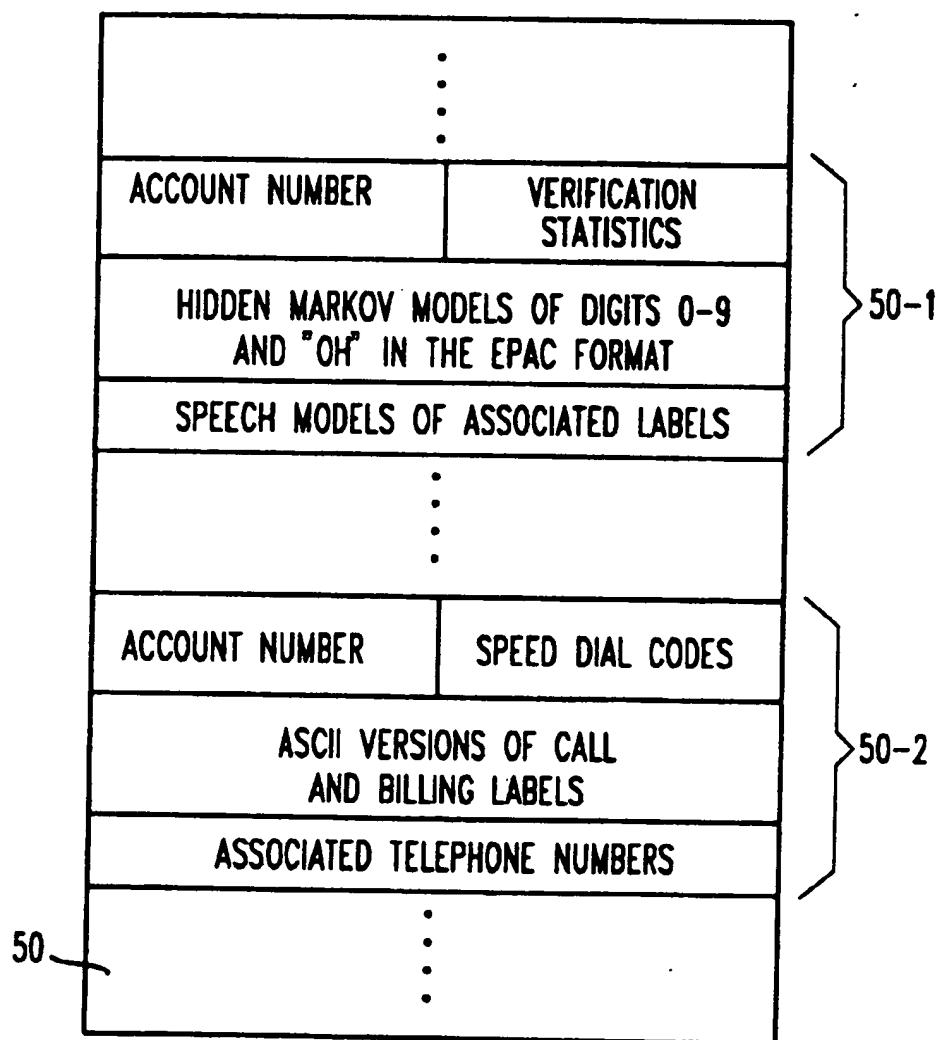 ACCOUNT NUMBER
VERIFICATION
STATISTICS
HIDDEN MARKOV MODELS OF DIGITS 0-9
AND "OH" IN THE EPAC FORMAT
SPEECH MODELS OF ASSOCIATED LABELS
50-1
ACCOUNT NUMBER
SPEED DIAL CODES
ASCII VERSIONS OF CALL
AND BILLING LABELS
ASSOCIATED TELEPHONE NUMBERS
50-2
50